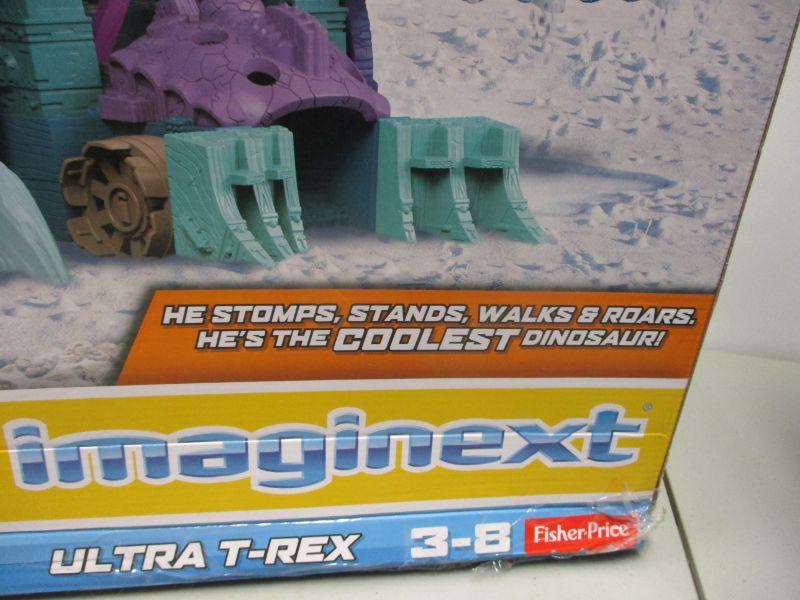 HE STOMPS, STANDS, WALKS & ROARS.
HE'S THE COOLEST DINOSAUR!
imaginext®
ULTRA T-REX 3-8 Fisher-Price